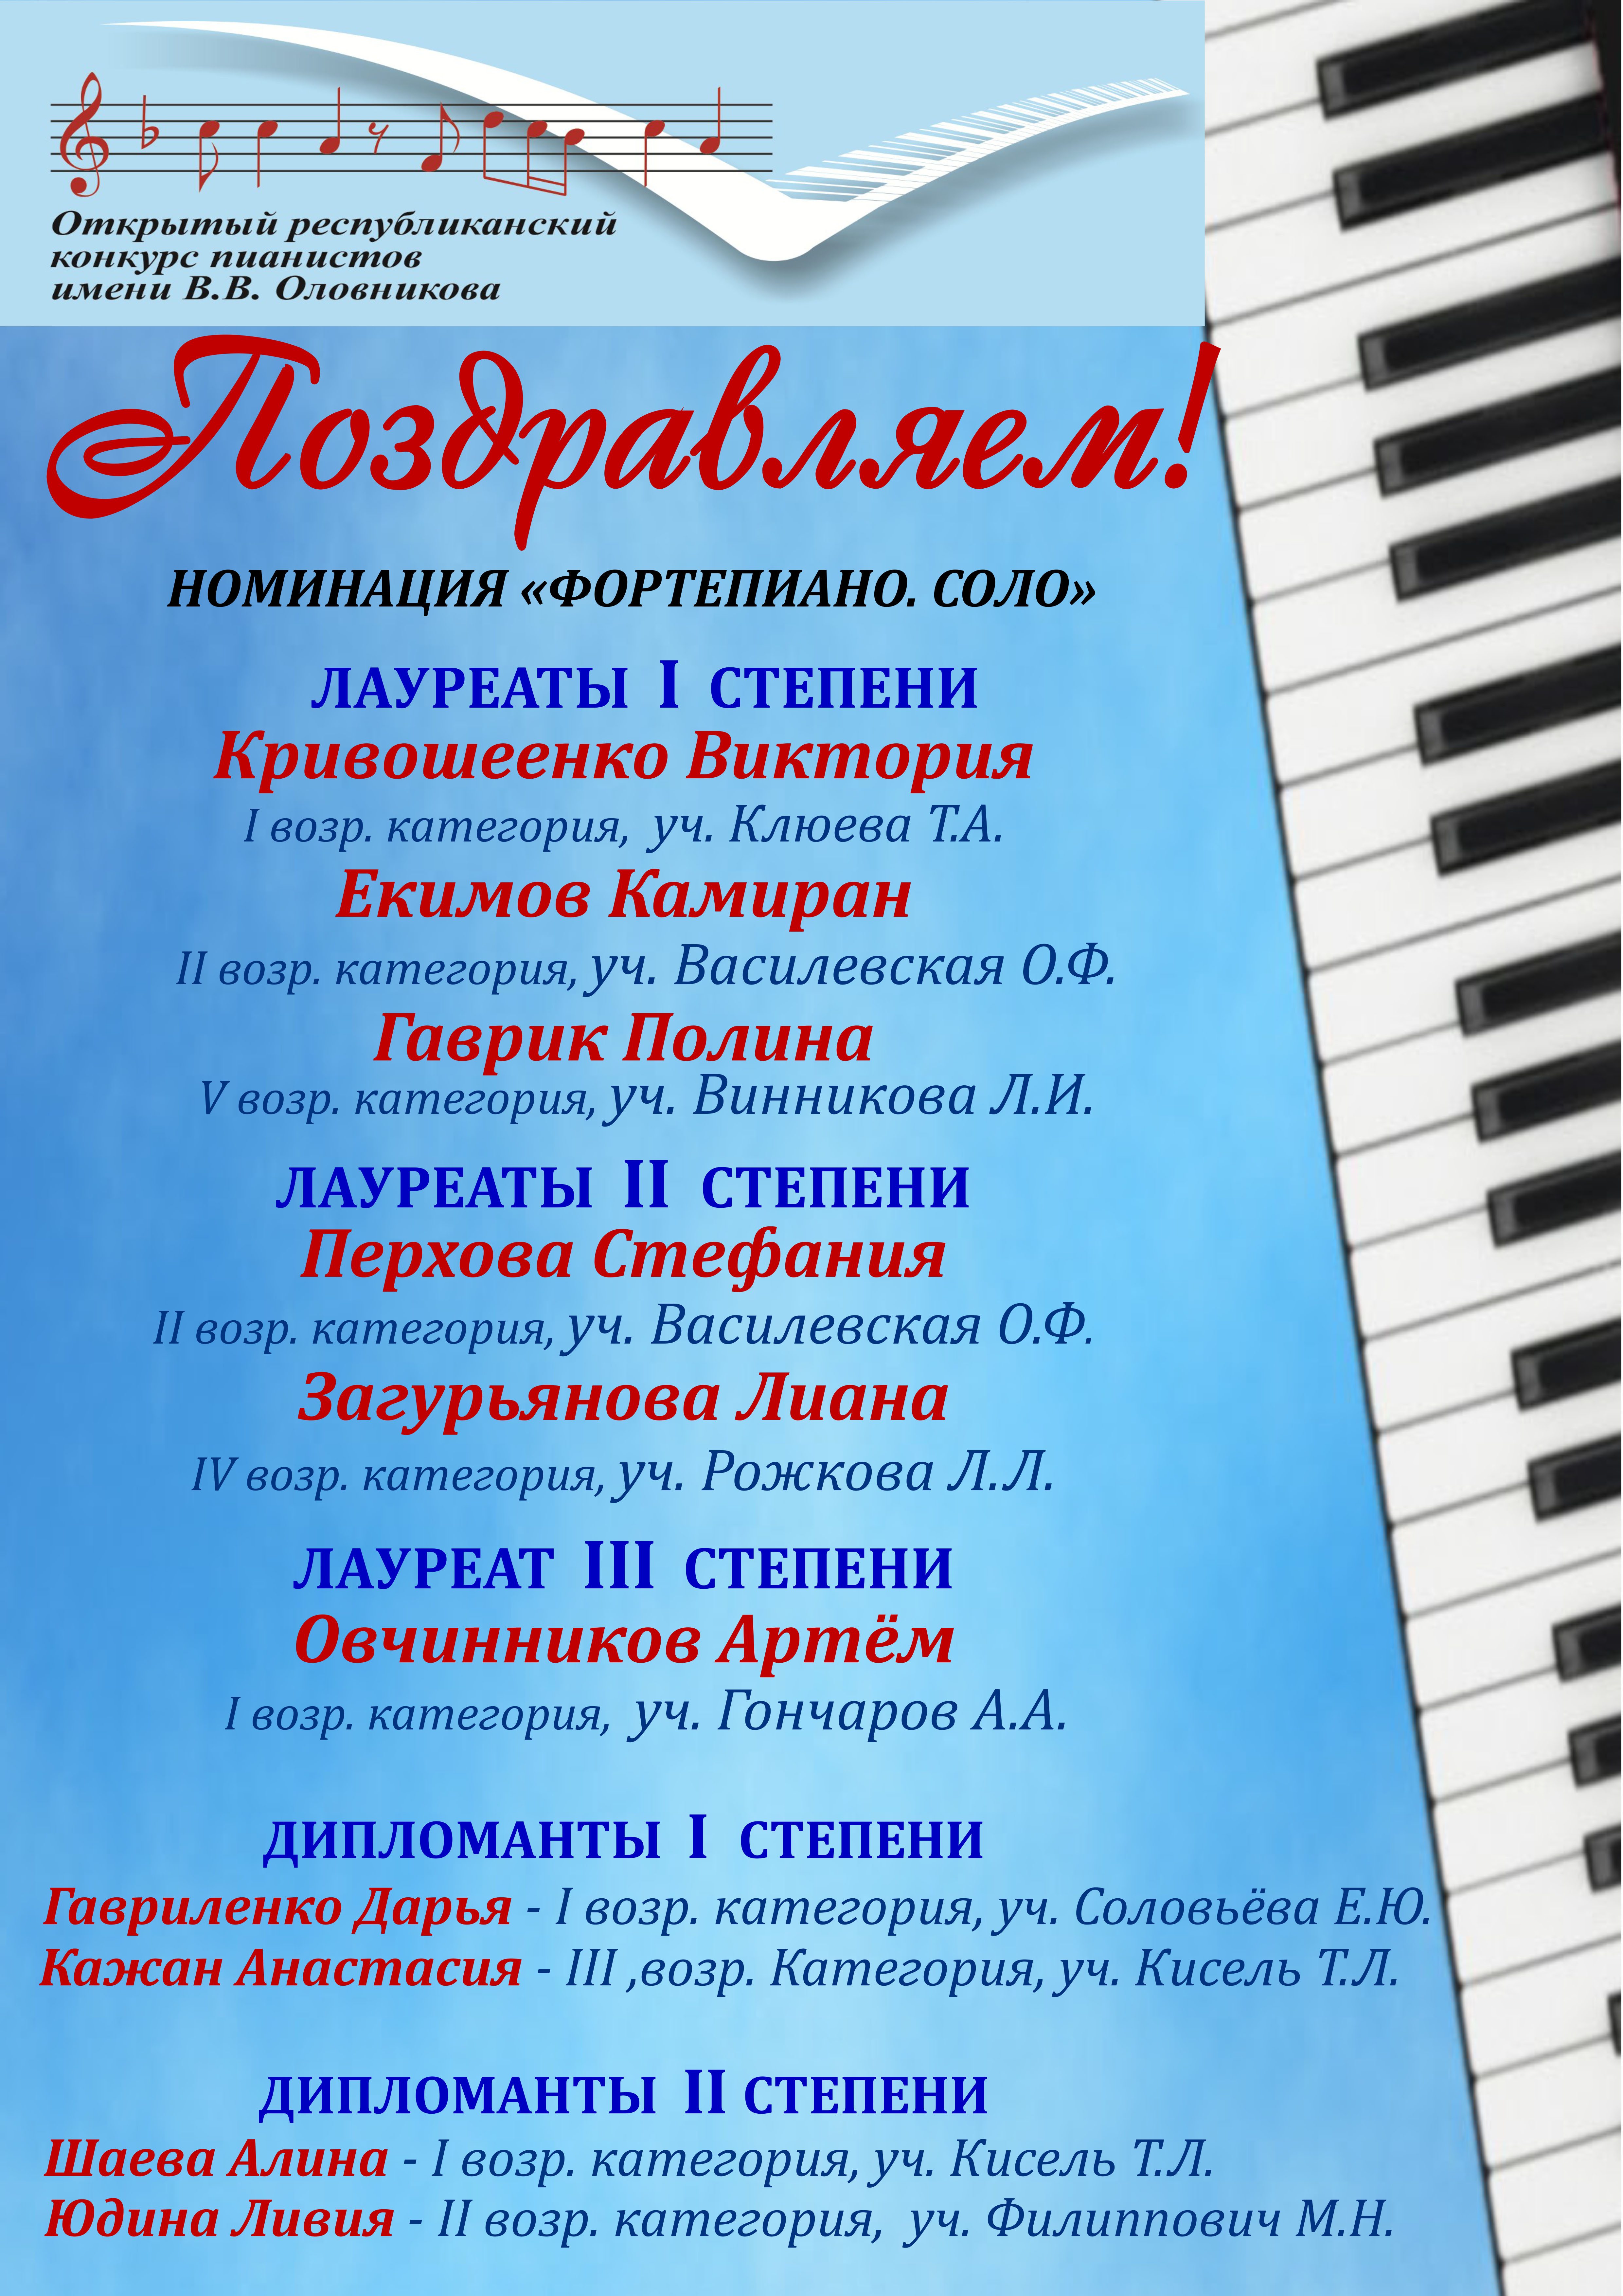 Открытый республиканский
конкурс пианистов
имени В.В. Оловникова
Поздравляем!
НОМИНАЦИЯ «ФОРТЕПИАНО. СОЛО»
ЛАУРЕАТЫ I СТЕПЕНИ
Кривошеенко Виктория
I возр. категория, уч. Клюева Т.А.
Екимов Камиран
II возр. категория, уч. Василевская О.Ф.
Гаврик Полина
V возр. категория, уч. Винникова Л.И.
ЛАУРЕАТЫ II СТЕПЕНИ
Перхова Стефания
II возр. категория, уч. Василевская О.Ф.
Загурьянова Лиана
IV возр. категория, уч. Рожкова Л.Л.
ЛАУРЕАТ III СТЕПЕНИ
Овчинников Артём
I возр. категория, уч. Гончаров А.А.
ДИПЛОМАНТЫ I СТЕПЕНИ
Гавриленко Дарья - I возр. категория, уч. Соловьёва Е.Ю.
Кажан Анастасия - III ,возр. Категория, уч. Кисель Т.Л.
ДИПЛОМАНТЫ II СТЕПЕНИ
Шаева Алина - I возр. категория, уч. Кисель Т.Л.
Юдина Ливия - II возр. категория, уч. Филиппович М.Н.